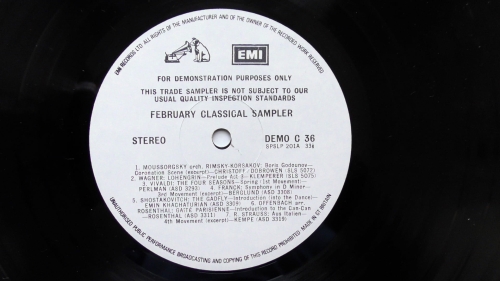 EMI RECORDS LTD. ALL RIGHTS OF THE MANUFACTURER AND OF THE OWNER OF THE RECORDED WORK RESERVED
EMI
FOR DEMONSTRATION PURPOSES ONLY
THIS TRADE SAMPLER IS NOT SUBJECT TO OUR
USUAL QUALITY INSPECTION STANDARDS
FEBRUARY CLASSICAL SAMPLER
STEREO
DEMO C 36
SPSLP 201A 33⅓
1. MOUSSORGSKY orch. RIMSKY-KORSAKOV: Boris Godounov-
Coronation Scene (excerpt)-CHRISTOFF/DOBROWEN (SLS 5072)
2. WAGNER: LOHENGRIN- Prelude Act 3- KLEMPERER (SLS 5075)
3. VIVALDI: THE FOUR SEASONS- Spring (1st Movement)-
PERLMAN (ASD 3293) 4. FRANCK: Symphony in D Minor-
3rd Movement (excerpt)- BERGLUND (ASD 3308)
5. SHOSTAKOVITCH: THE GADFLY-Introduction (into the Dance)-
EMIN KHACHATURIAN (ASD 3309) 6. OFFENBACH arr.
ROSENTHAL: GAITÉ PARISIENNE-Introduction to the Can-Can-
ROSENTHAL (ASD 3311) 7. R. STRAUSS: Aus Italien-
4th Movement (excerpt)- KEMPE (ASD 3319)
UNAUTHORISED PUBLIC PERFORMANCE BROADCASTING AND COPYING OF THIS RECORD PROHIBITED MADE IN GT BRITAIN